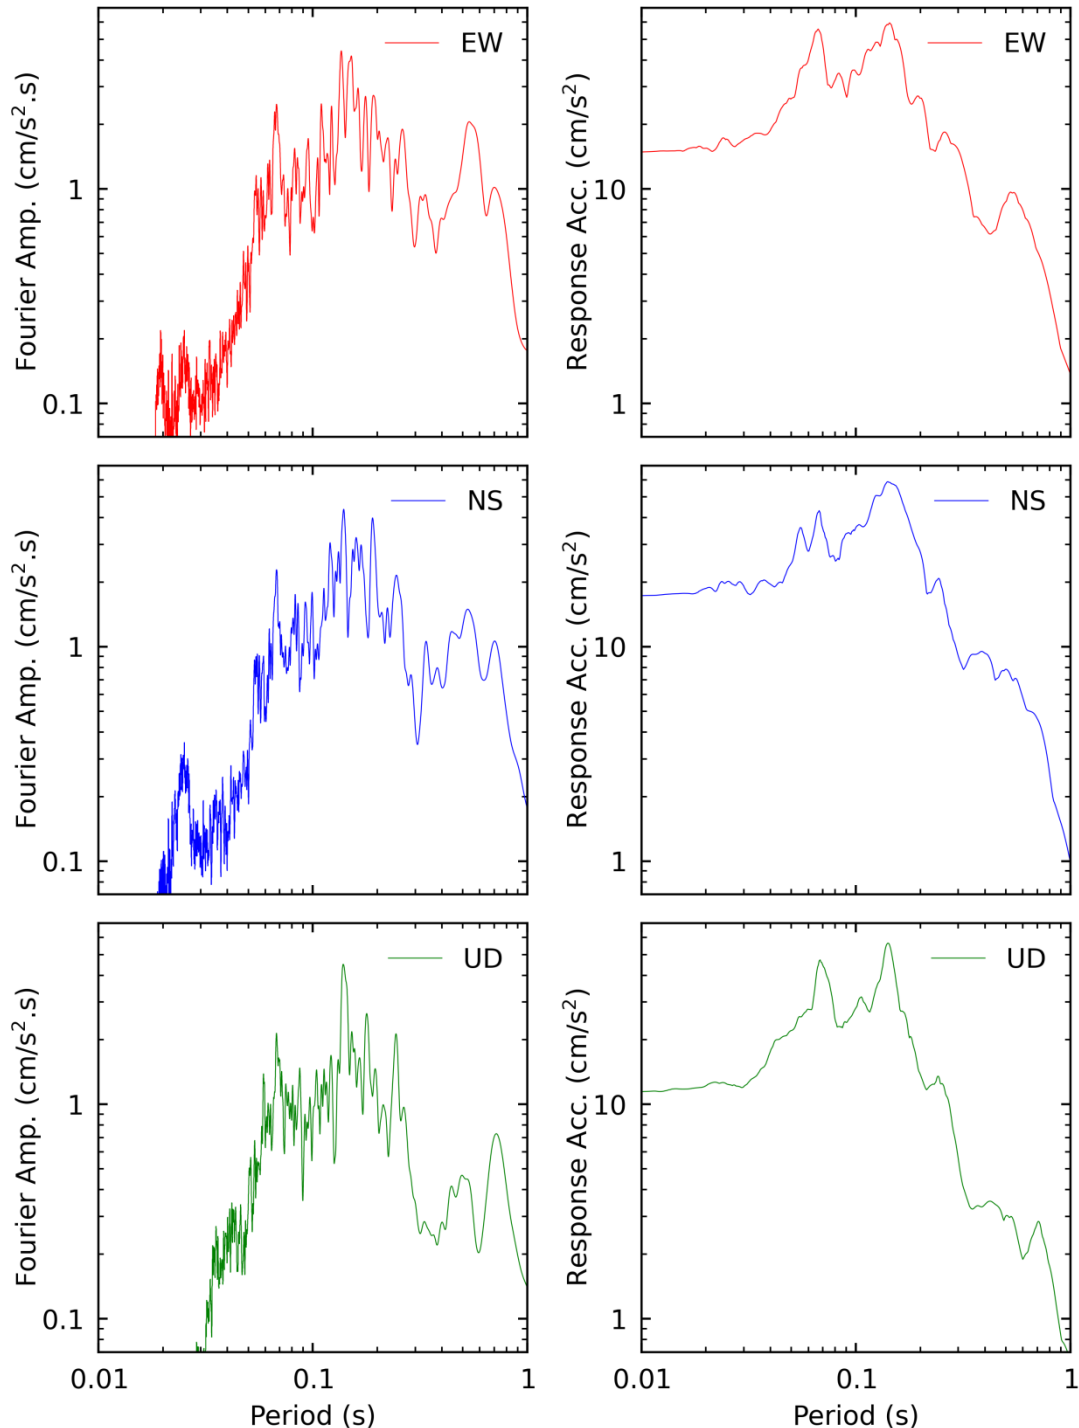 EW
Fourier Amp. (cm/s².s)
1
0.1
EW
Response Acc. (cm/s²)
10
1
NS
Fourier Amp. (cm/s².s)
1
0.1
NS
Response Acc. (cm/s²)
10
1
UD
Fourier Amp. (cm/s².s)
1
0.1
0.01 0.1 1
Period (s)
UD
Response Acc. (cm/s²)
10
1
0.01 0.1 1
Period (s)